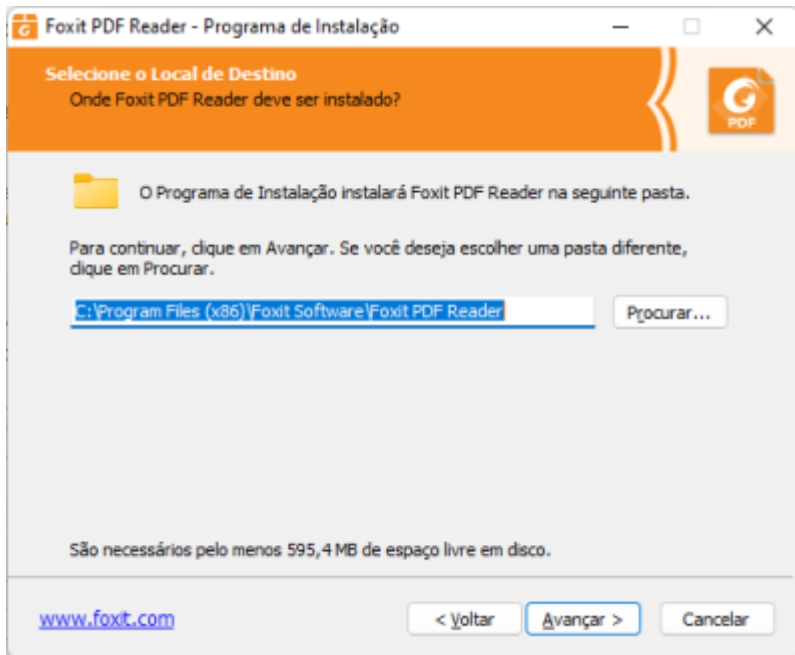 Foxit PDF Reader - Programa de Instalação
Selecione o Local de Destino
Onde Foxit PDF Reader deve ser instalado?
PDF
O Programa de Instalação instalará Foxit PDF Reader na seguinte pasta.
Para continuar, clique em Avançar. Se você deseja escolher uma pasta diferente,
clique em Procurar.
C:\Program Files (x86)\Foxit Software\Foxit PDF Reader
Procurar...
São necessários pelo menos 595,4 MB de espaço livre em disco.
www.foxit.com
< Voltar
Avançar >
Cancelar